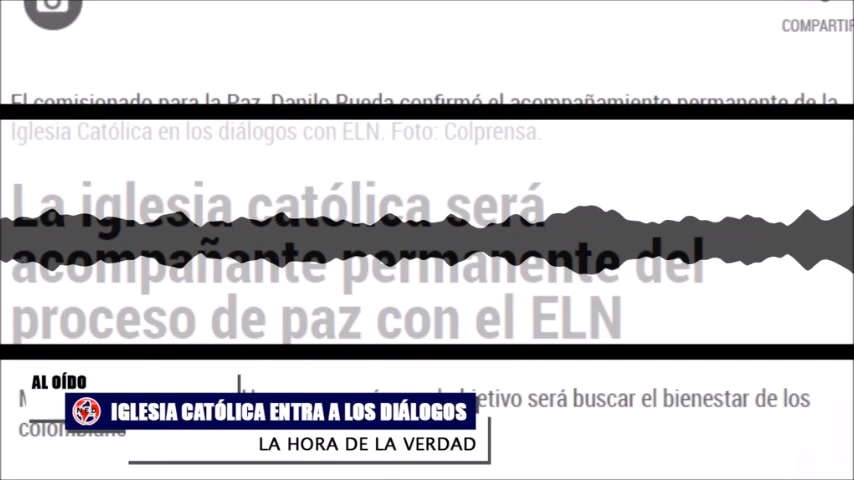 COMPARTIR
El comisionado para la Paz, Danilo Rueda confirmó el acompañamiento permanente de la
Iglesia Católica en los diálogos con ELN. Foto: Colprensa.
La iglesia católica será
acompañante permanente del
proceso de paz con el ELN
AL OÍDO
objetivo será buscar el bienestar de los
colombianos
IGLESIA CATÓLICA ENTRA A LOS DIÁLOGOS
LA HORA DE LA VERDAD